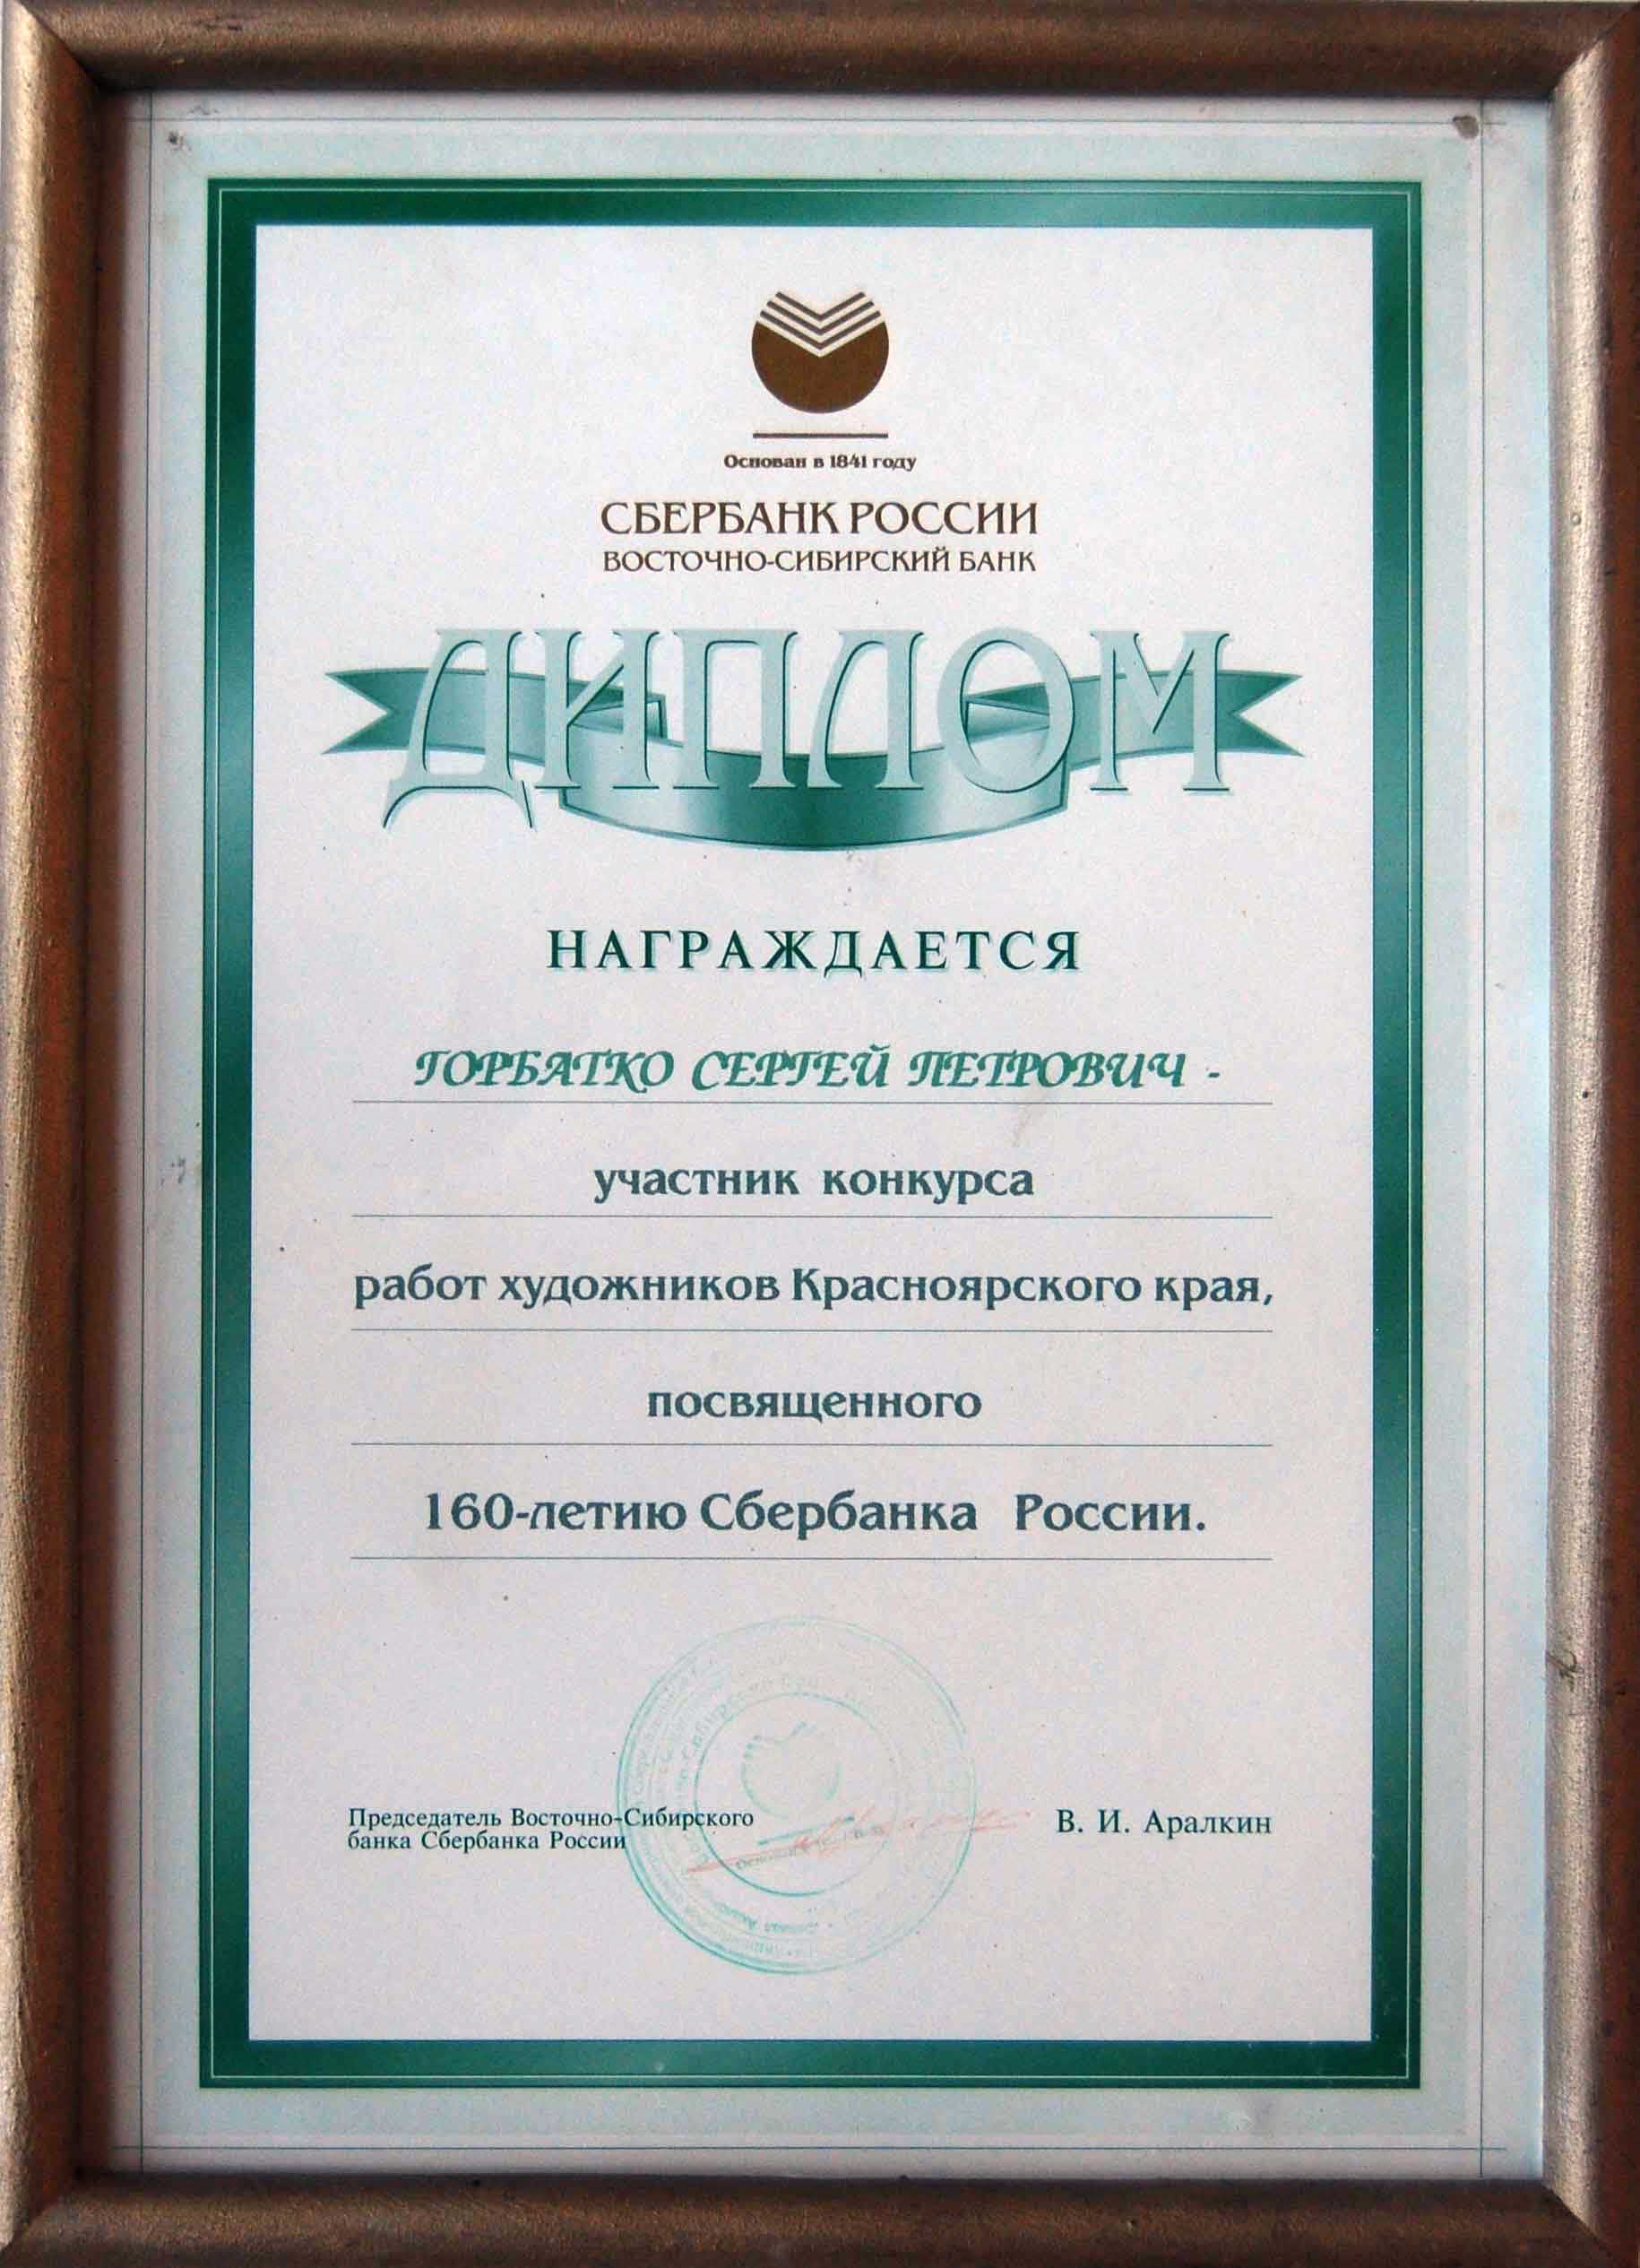 Основан в 1841 году
СБЕРБАНК РОССИИ
ВОСТОЧНО-СИБИРСКИЙ БАНК
ДИПЛОМ
НАГРАЖДАЕТСЯ
ГОРБАТКО СЕРГЕЙ ПЕТРОВИЧ -
участник конкурса
работ художников Красноярского края,
посвященного
160-летию Сбербанка России.
Председатель Восточно-Сибирского
банка Сбербанка России
В. И. Аралкин